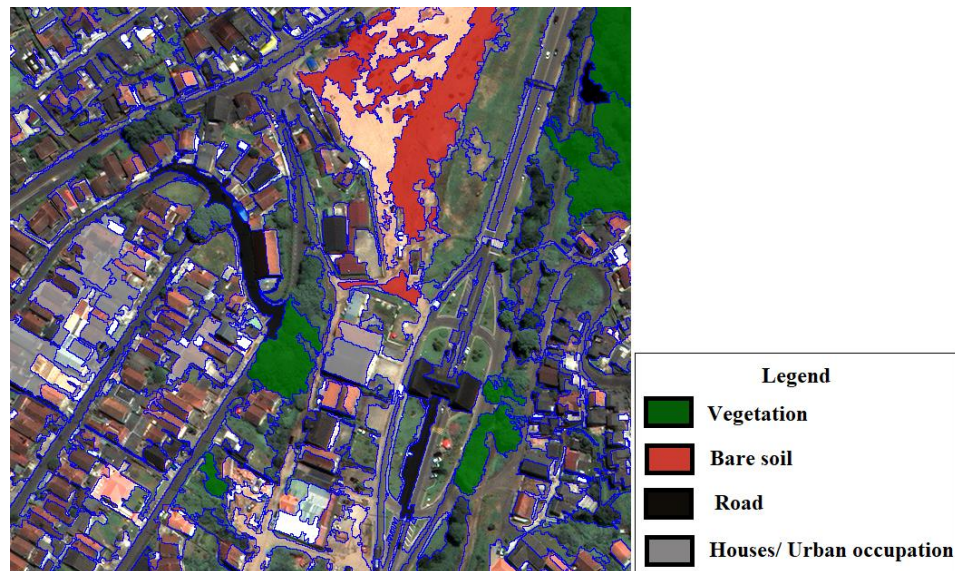 Legend
Vegetation
Bare soil
Road
Houses/ Urban occupation